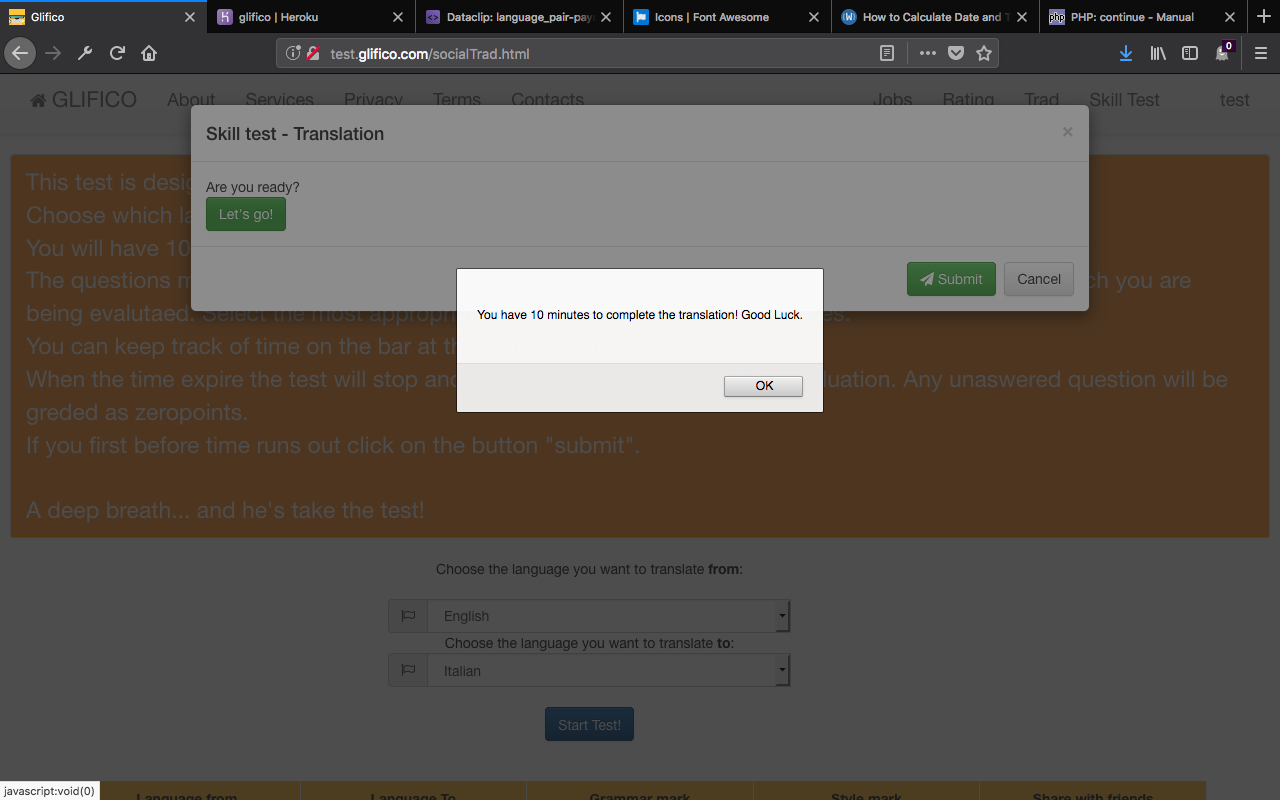 Glifico
glifico | Heroku
Dataclip: language_pair-pay
Icons | Font Awesome
How to Calculate Date and T
PHP: continue - Manual
test.glifico.com/socialTrad.html
0
GLIFICO About Services Privacy Terms Contacts Jobs Rating Trad Skill Test test
Skill test - Translation
×
Are you ready?
Let's go!
Submit
Cancel
You have 10 minutes to complete the translation! Good Luck.
OK
This test is desig
Choose which la
You will have 10
The questions m ch you are
being evalutaed. Select the most appropri es.
You can keep track of time on the bar at th
When the time expire the test will stop and luation. Any unaswered question will be
greded as zeropoints.
If you first before time runs out click on the button "submit".
A deep breath... and he's take the test!
Choose the language you want to translate from:
English
Choose the language you want to translate to:
Italian
Start Test!
javascript:void(0)
Language from Language To Grammar mark Style mark Share with friends